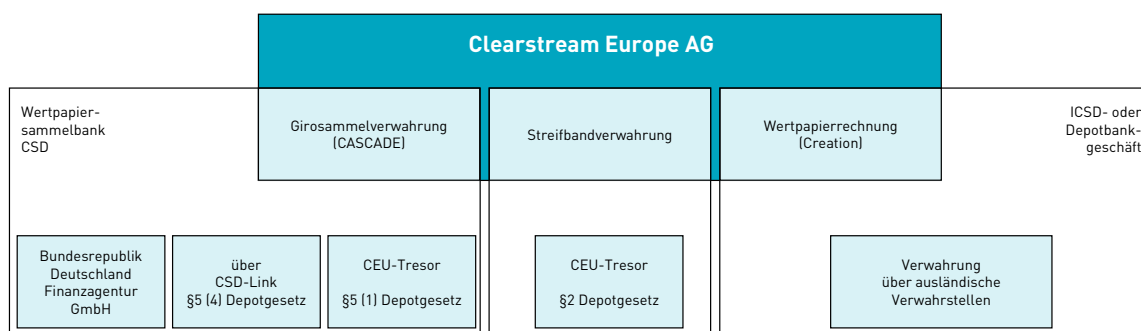 Clearstream Europe AG
Wertpapier-
sammelbank
CSD
Girosammelverwahrung
(CASCADE)
Streifbandverwahrung
Wertpapierrechnung
(Creation)
ICSD- oder
Depotbank-
geschäft
Bundesrepublik
Deutschland
Finanzagentur
GmbH
über
CSD-Link
§5 (4) Depotgesetz
CEU-Tresor
§5 (1) Depotgesetz
CEU-Tresor
§2 Depotgesetz
Verwahrung
über ausländische
Verwahrstellen